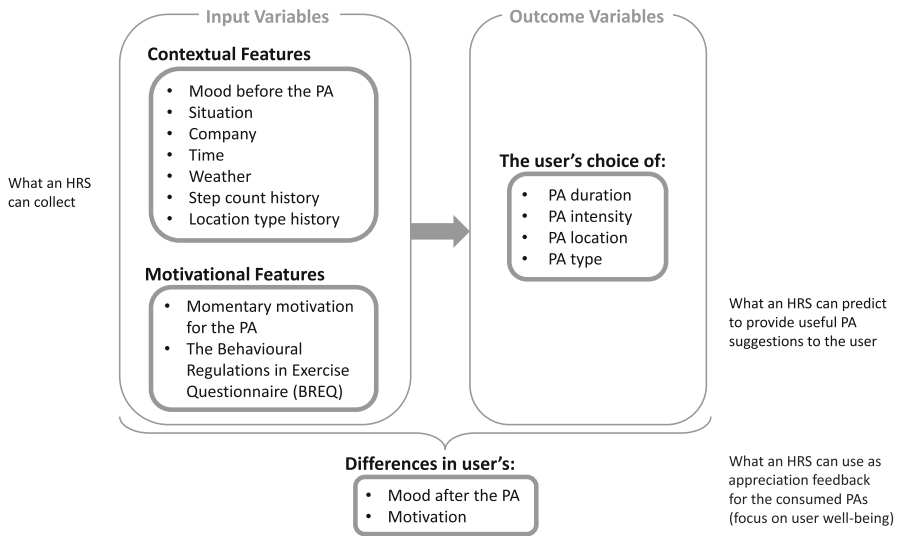 Input Variables
Outcome Variables
Contextual Features
• Mood before the PA
• Situation
• Company
• Time
• Weather
• Step count history
• Location type history
What an HRS
can collect
The user's choice of:
• PA duration
• PA intensity
• PA location
• PA type
Motivational Features
• Momentary motivation
for the PA
• The Behavioural
Regulations in Exercise
Questionnaire (BREQ)
What an HRS can predict
to provide useful PA
suggestions to the user
Differences in user's:
• Mood after the PA
• Motivation
What an HRS can use as
appreciation feedback
for the consumed PAs
(focus on user well-being)